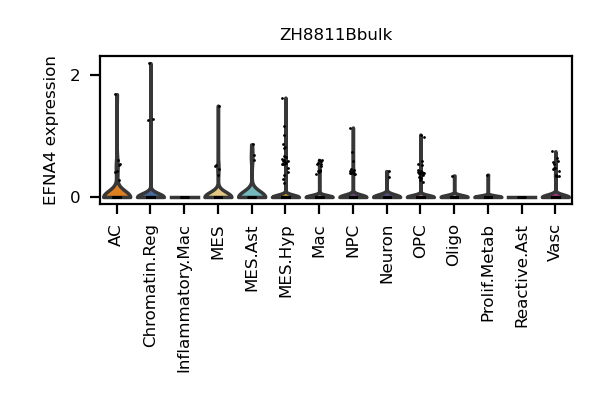 ZH8811Bbulk
EFNA4 expression
2
0
AC
Chromatin.Reg
Inflammatory.Mac
MES
MES.Ast
MES.Hyp
Mac
NPC
Neuron
OPC
Oligo
Prolif.Metab
Reactive.Ast
Vasc